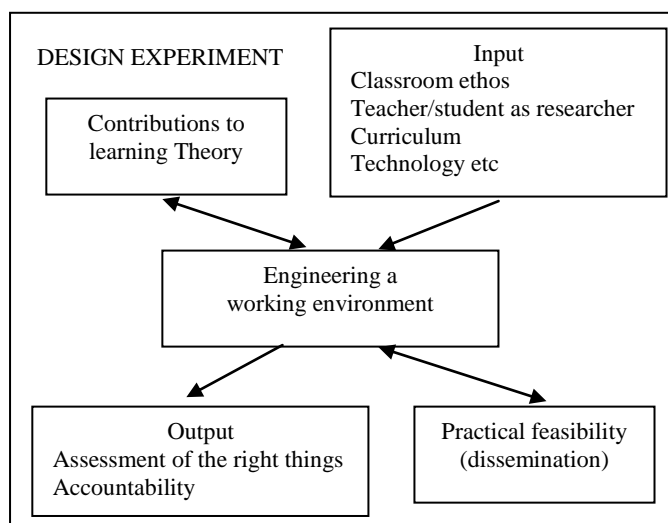 DESIGN EXPERIMENT
Input
Classroom ethos
Teacher/student as researcher
Curriculum
Technology etc
Contributions to
learning Theory
Engineering a
working environment
Output
Assessment of the right things
Accountability
Practical feasibility
(dissemination)